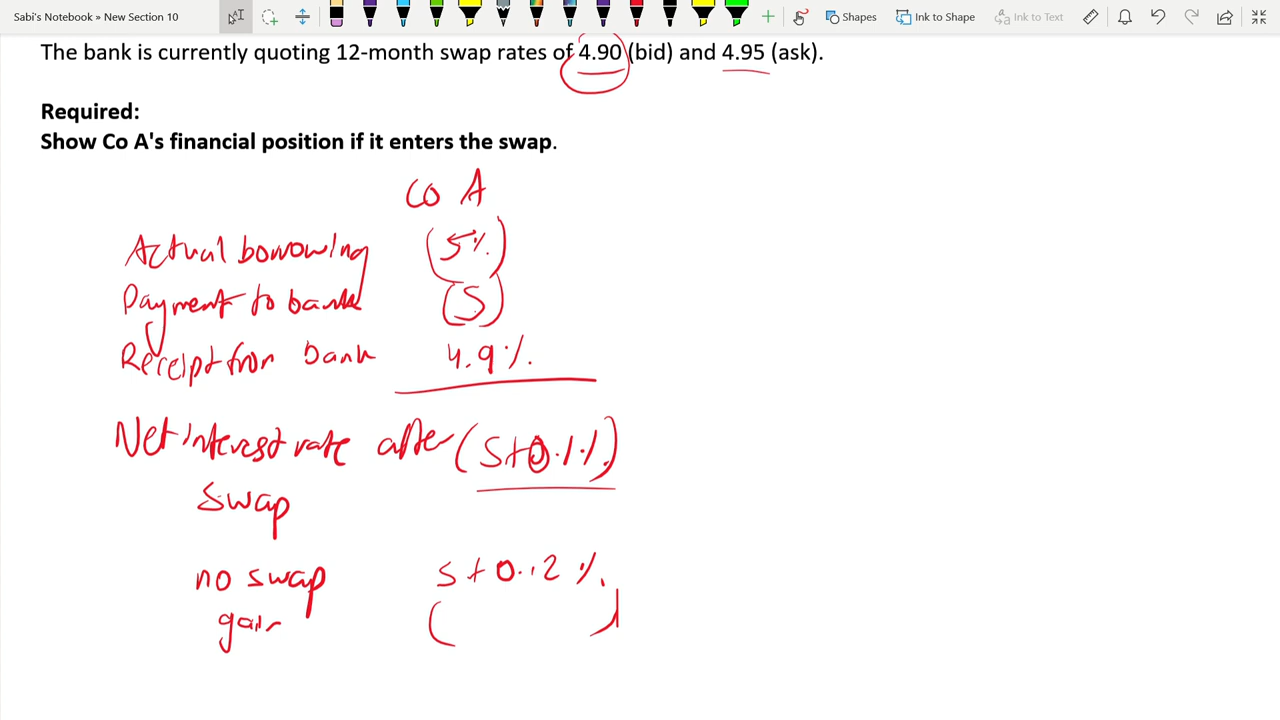 Sabi's Notebook » New Section 10
Shapes
Ink to Shape
Ink to Text
The bank is currently quoting 12-month swap rates of 4.90 (bid) and 4.95 (ask).
Required:
Show Co A's financial position if it enters the swap.
Co A
Actual borrowing (5%)
Payment to bank (S)
Receipt from bank 4.9%
Net interest rate after (S+0.1%)
swap
no swap S+0.12%
gain ( )